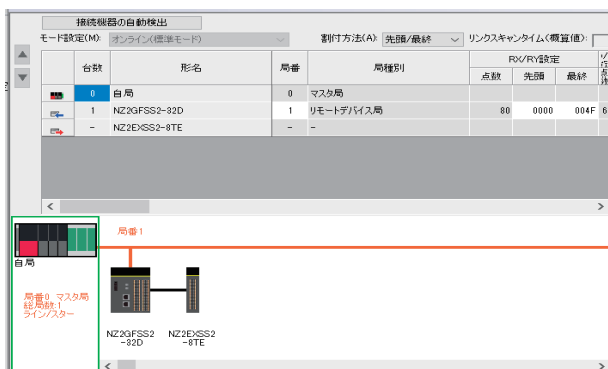 接続機器の自動検出
モード設定(M): オンライン(標準モード) 割付方法(A): 先頭/最終 リンクスキャンタイム(概算値):
台数 形名 局番 局種別 RX/RY設定
点数 先頭 最終
0 自局 0 マスタ局
1 NZ2GFSS2-32D 1 リモートデバイス局 80 0000 004F 6
- NZ2EXSS2-8TE - -
局番1
自局
局番0 マスタ局
総局数:1
ライン/スター
NZ2GFSS2
-32D
NZ2EXSS2
-8TE